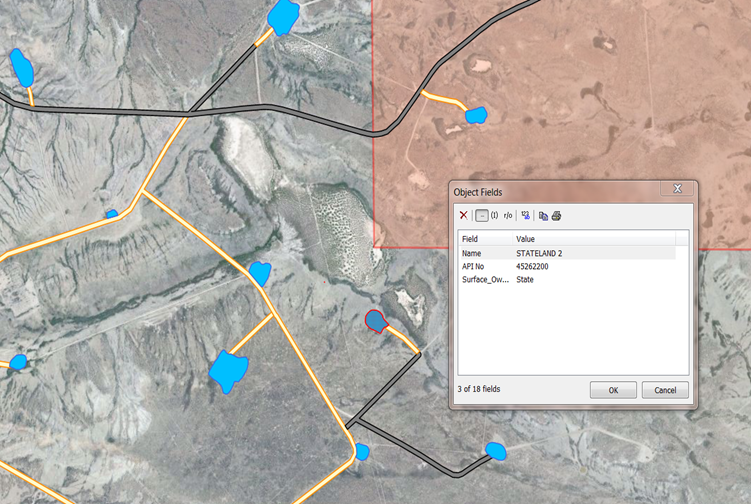 Object Fields
(I) r/o
Field Value
Name STATELAND 2
API No 45262200
Surface_Ow... State
3 of 18 fields
OK Cancel